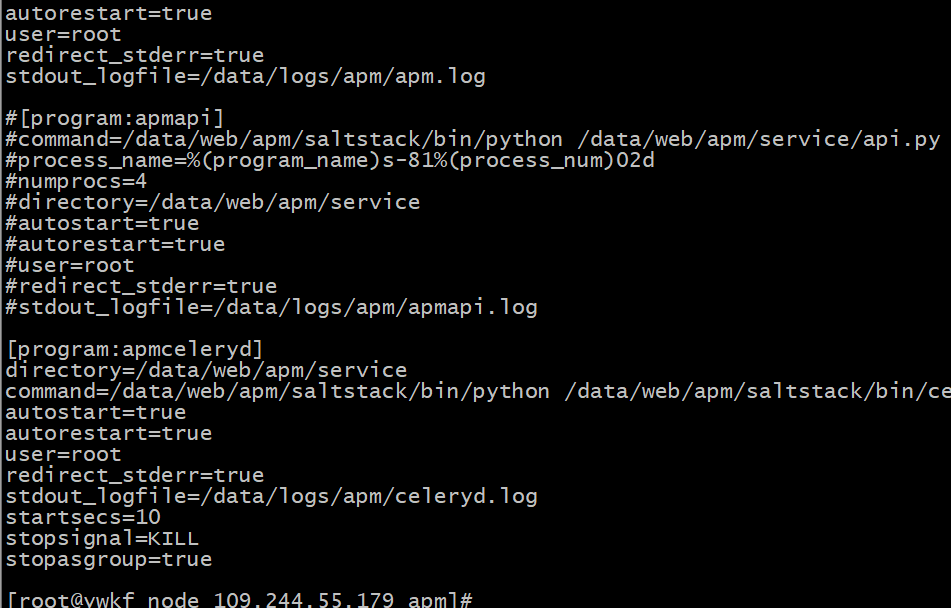 autorestart=true
user=root
redirect_stderr=true
stdout_logfile=/data/logs/apm/apm.log
#[program:apmapi]
#command=/data/web/apm/saltstack/bin/python /data/web/apm/service/api.py
#process_name=%(program_name)s-81%(process_num)02d
#numprocs=4
#directory=/data/web/apm/service
#autostart=true
#autorestart=true
#user=root
#redirect_stderr=true
#stdout_logfile=/data/logs/apm/apmapi.log
[program:apmceleryd]
directory=/data/web/apm/service
command=/data/web/apm/saltstack/bin/python /data/web/apm/saltstack/bin/ce
autostart=true
autorestart=true
user=root
redirect_stderr=true
stdout_logfile=/data/logs/apm/celeryd.log
startsecs=10
stopsignal=KILL
stopasgroup=true
[root@ywkf_node_109.244.55.179 apm]#